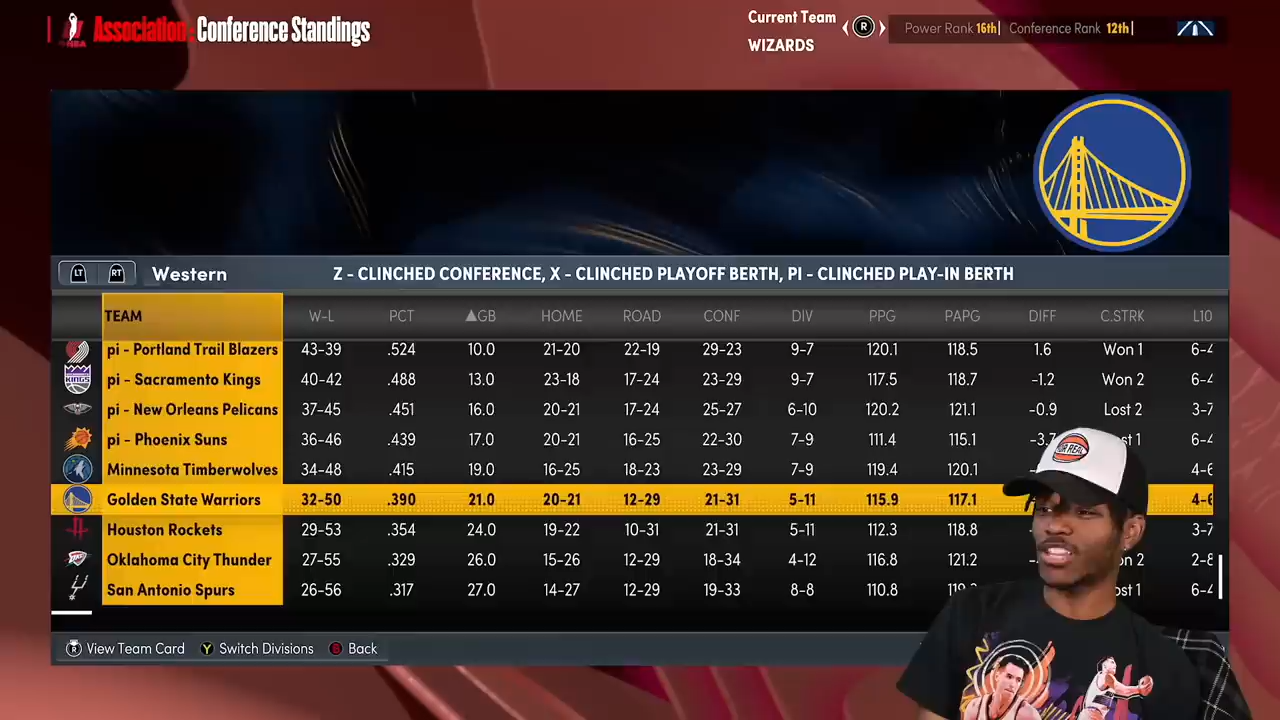 Association: Conference Standings
Current Team
WIZARDS
R
Power Rank 16th| Conference Rank 12th|
LT RT Western Z - CLINCHED CONFERENCE, X - CLINCHED PLAYOFF BERTH, PI - CLINCHED PLAY-IN BERTH
TEAM W-L PCT ▲GB HOME ROAD CONF DIV PPG PAPG DIFF C.STRK L10
pi - Portland Trail Blazers 43-39 .524 10.0 21-20 22-19 29-23 9-7 120.1 118.5 1.6 Won 1
pi - Sacramento Kings 40-42 .488 13.0 23-18 17-24 23-29 9-7 117.5 118.7 -1.2 Won 2
pi - New Orleans Pelicans 37-45 .451 16.0 20-21 17-24 25-27 6-10 120.2 121.1 -0.9 Lost 2 3-7
pi - Phoenix Suns 36-46 .439 17.0 20-21 16-25 22-30 7-9 111.4 115.1
Minnesota Timberwolves 34-48 .415 19.0 16-25 18-23 23-29 7-9 119.4 120.1
Golden State Warriors 32-50 .390 21.0 20-21 12-29 21-31 5-11 115.9 117.1
Houston Rockets 29-53 .354 24.0 19-22 10-31 21-31 5-11 112.3 118.8 3-7
Oklahoma City Thunder 27-55 .329 26.0 15-26 12-29 18-34 4-12 116.8 121.2 2-8
San Antonio Spurs 26-56 .317 27.0 14-27 12-29 19-33 8-8 110.8
R View Team Card Y Switch Divisions B Back
FOR REAL